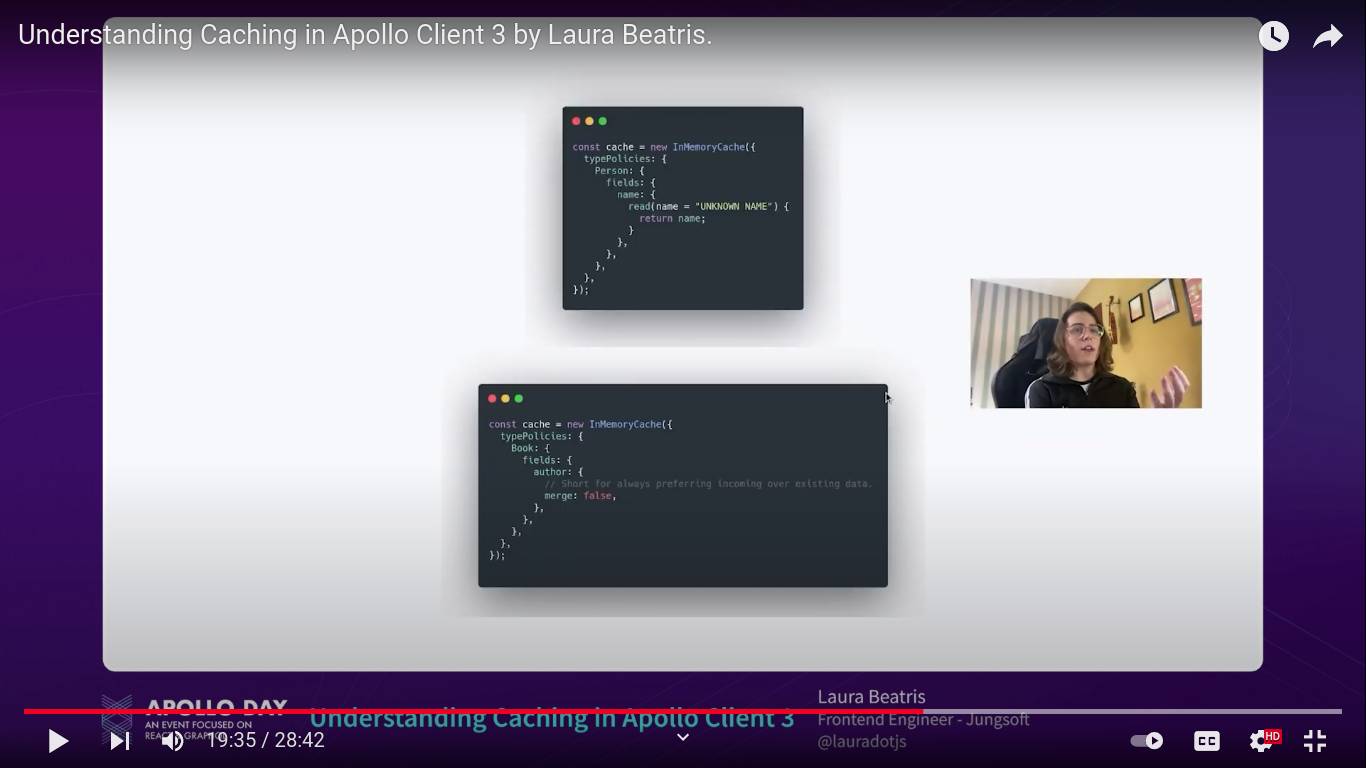 Understanding Caching in Apollo Client 3 by Laura Beatris.
const cache = new InMemoryCache({
typePolicies: {
Person: {
fields: {
name: {
read(name = "UNKNOWN NAME") {
return name;
}
},
},
},
},
});
const cache = new InMemoryCache({
typePolicies: {
Book: {
fields: {
author: {
// Short for always preferring incoming over existing data.
merge: false,
},
},
},
},
});
APOLLO DAY
AN EVENT FOCUSED ON
Understanding Caching in Apollo Client 3
Laura Beatris
Frontend Engineer - Jungsoft
@lauradotjs
19:35 / 28:42
CC
HD